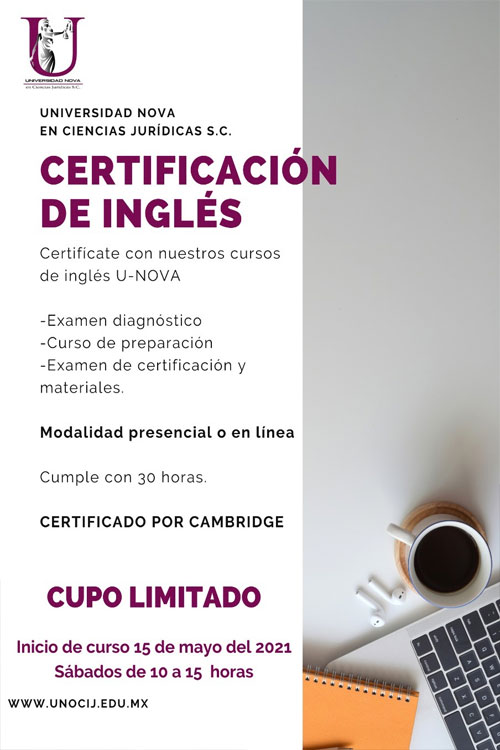 UNIVERSIDAD NOVA
en Ciencias Jurídicas S.C.
UNIVERSIDAD NOVA
EN CIENCIAS JURÍDICAS S.C.
CERTIFICACIÓN
DE INGLÉS
Certifícate con nuestros cursos
de inglés U-NOVA
-Examen diagnóstico
-Curso de preparación
-Examen de certificación y
materiales.
Modalidad presencial o en línea
Cumple con 30 horas.
CERTIFICADO POR CAMBRIDGE
CUPO LIMITADO
Inicio de curso 15 de mayo del 2021
Sábados de 10 a 15 horas
WWW.UNOCIJ.EDU.MX